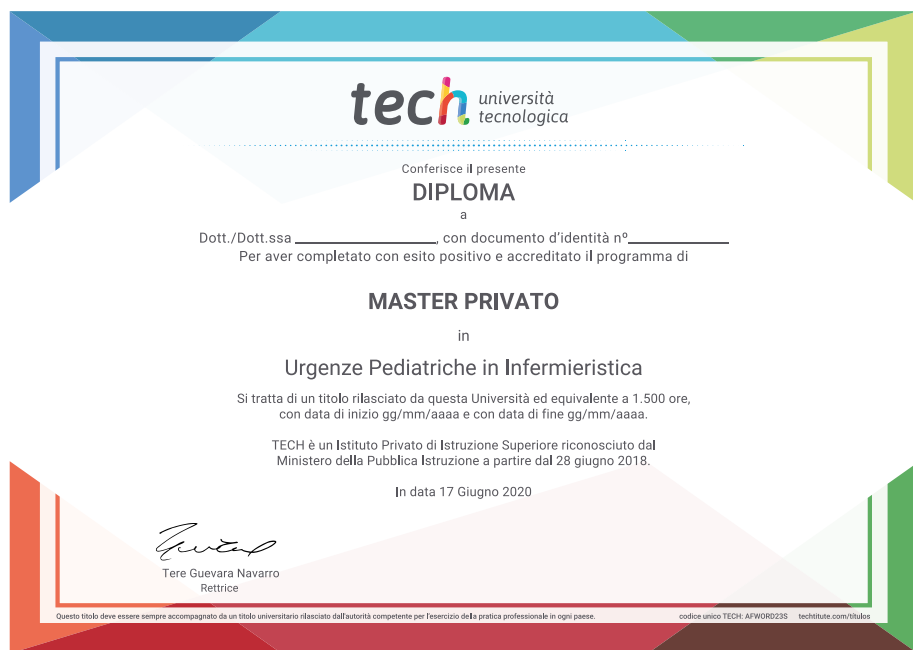 tech università
tecnologica
Conferisce il presente
DIPLOMA
a
Dott./Dott.ssa ________________, con documento d'identità nº____________
Per aver completato con esito positivo e accreditato il programma di
MASTER PRIVATO
in
Urgenze Pediatriche in Infermieristica
Si tratta di un titolo rilasciato da questa Università ed equivalente a 1.500 ore,
con data di inizio gg/mm/aaaa e con data di fine gg/mm/aaaa.
TECH è un Istituto Privato di Istruzione Superiore riconosciuto dal
Ministero della Pubblica Istruzione a partire dal 28 giugno 2018.
In data 17 Giugno 2020
Tere Guevara Navarro
Rettrice
Questo titolo deve essere sempre accompagnato da un titolo universitario rilasciato dall'autorità competente per l'esercizio della pratica professionale in ogni paese. codice unico TECH: AFWORD23S techtitute.com/titulos